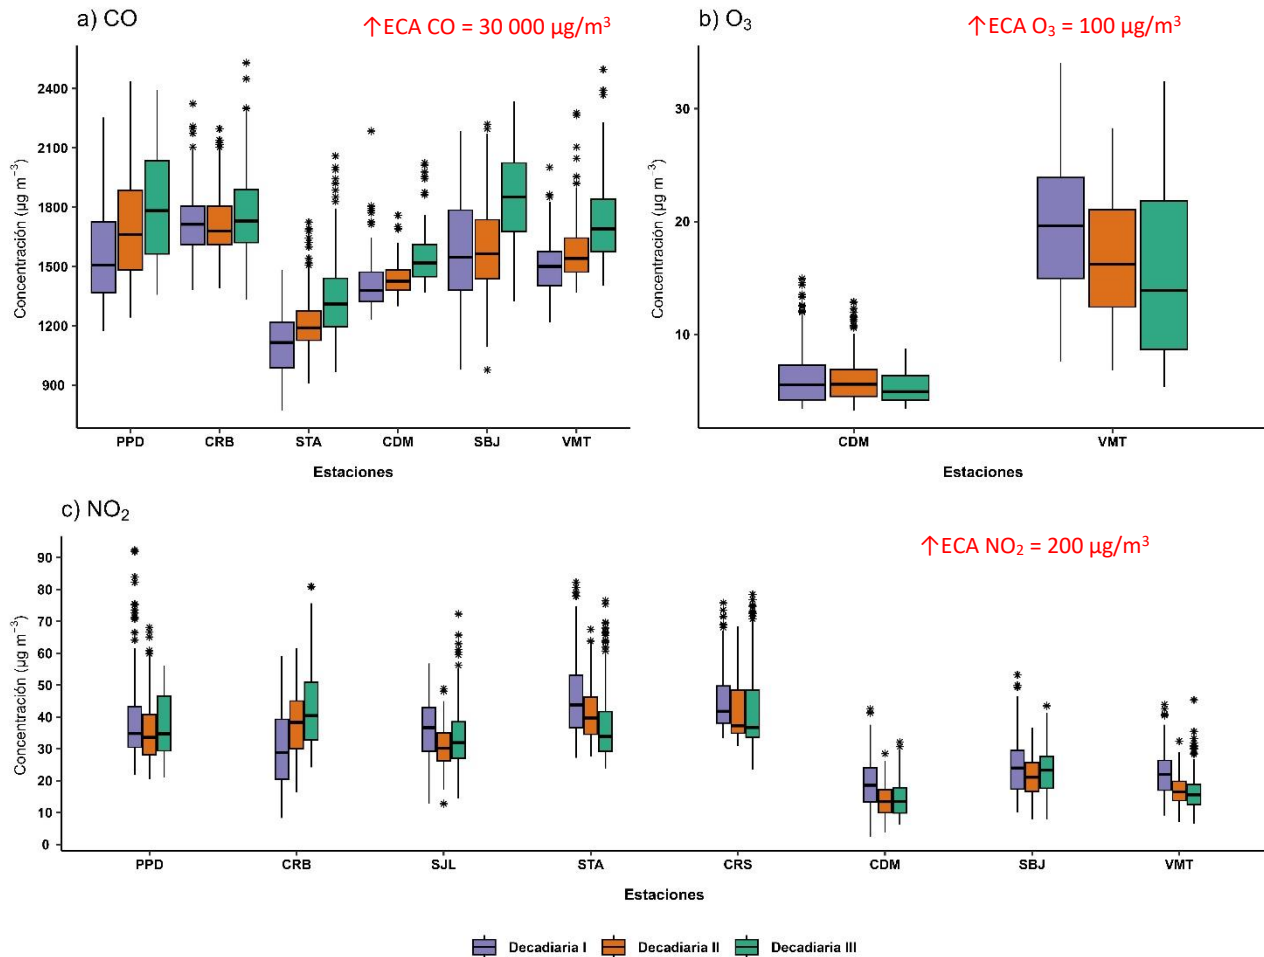 a) CO
↑ECA CO = 30 000 µg/m³
Concentración (µg m⁻³)
2400
2100
1800
1500
1200
900
PPD CRB STA CDM SBJ VMT
Estaciones
b) O₃
↑ECA O₃ = 100 µg/m³
Concentración (µg m⁻³)
30
20
10
CDM VMT
Estaciones
c) NO₂
↑ECA NO₂ = 200 µg/m³
Concentración (µg m⁻³)
90
80
70
60
50
40
30
20
10
0
PPD CRB SJL STA CRS CDM SBJ VMT
Estaciones
Decadiaria I Decadiaria II Decadiaria III